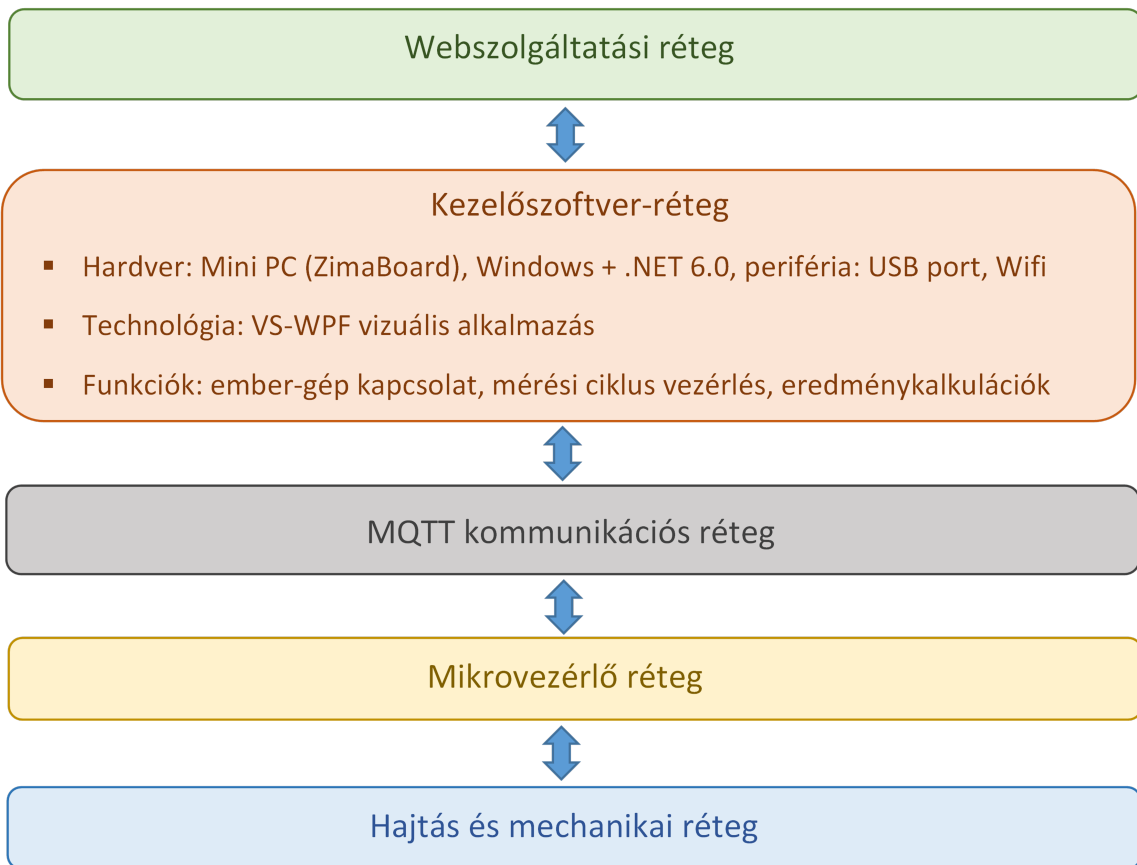 Webszolgáltatási réteg
Kezelőszoftver-réteg
▪ Hardver: Mini PC (ZimaBoard), Windows + .NET 6.0, periféria: USB port, Wifi
▪ Technológia: VS-WPF vizuális alkalmazás
▪ Funkciók: ember-gép kapcsolat, mérési ciklus vezérlés, eredménykalkulációk
MQTT kommunikációs réteg
Mikrovezérlő réteg
Hajtás és mechanikai réteg